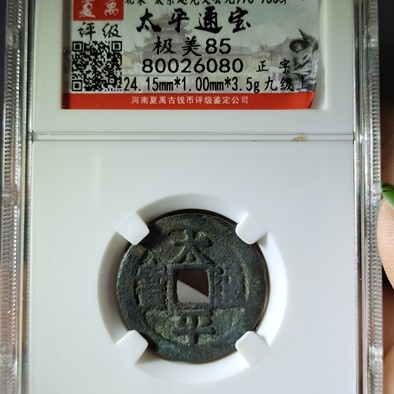 夏禹
评级
太平通宝
极美85
80026080 正字
24.15mm*1.00mm*3.5g 九级上
河南夏禹古钱币评级鉴定公司
太
平
通
寳